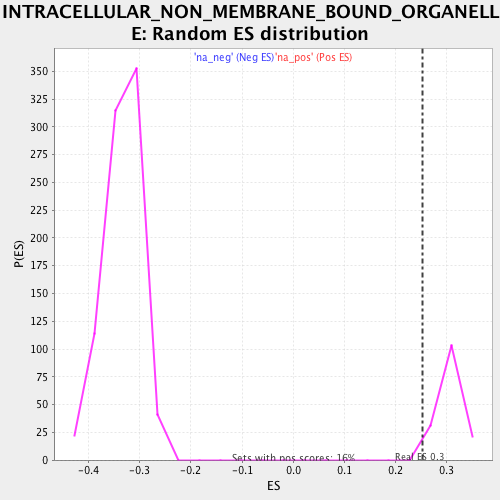 INTRACELLULAR_NON_MEMBRANE_BOUND_ORGANELL
E: Random ES distribution
'na_neg' (Neg ES)'na_pos' (Pos ES)
350
325
300
275
250
225
200
175
150
125
100
75
50
25
0
P(ES)
Sets with pos scores: 16%
Real ES 0.3
-0.4 -0.3 -0.2 -0.1 0.0 0.1 0.2 0.3
ES